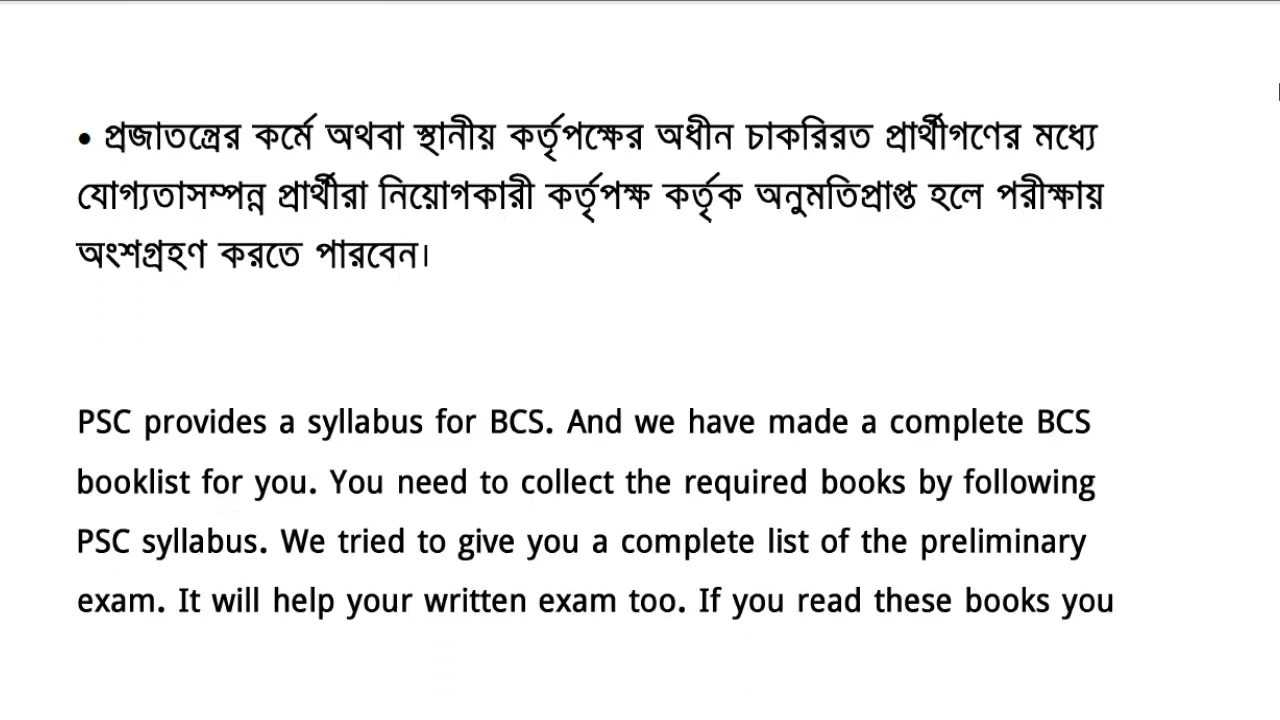 • প্রজাতন্ত্রের কর্মে অথবা স্থানীয় কর্তৃপক্ষের অধীন চাকরিরত প্রার্থীগণের মধ্যে
যোগ্যতাসম্পন্ন প্রার্থীরা নিয়োগকারী কর্তৃপক্ষ কর্তৃক অনুমতিপ্রাপ্ত হলে পরীক্ষায়
অংশগ্রহণ করতে পারবেন।
PSC provides a syllabus for BCS. And we have made a complete BCS
booklist for you. You need to collect the required books by following
PSC syllabus. We tried to give you a complete list of the preliminary
exam. It will help your written exam too. If you read these books you